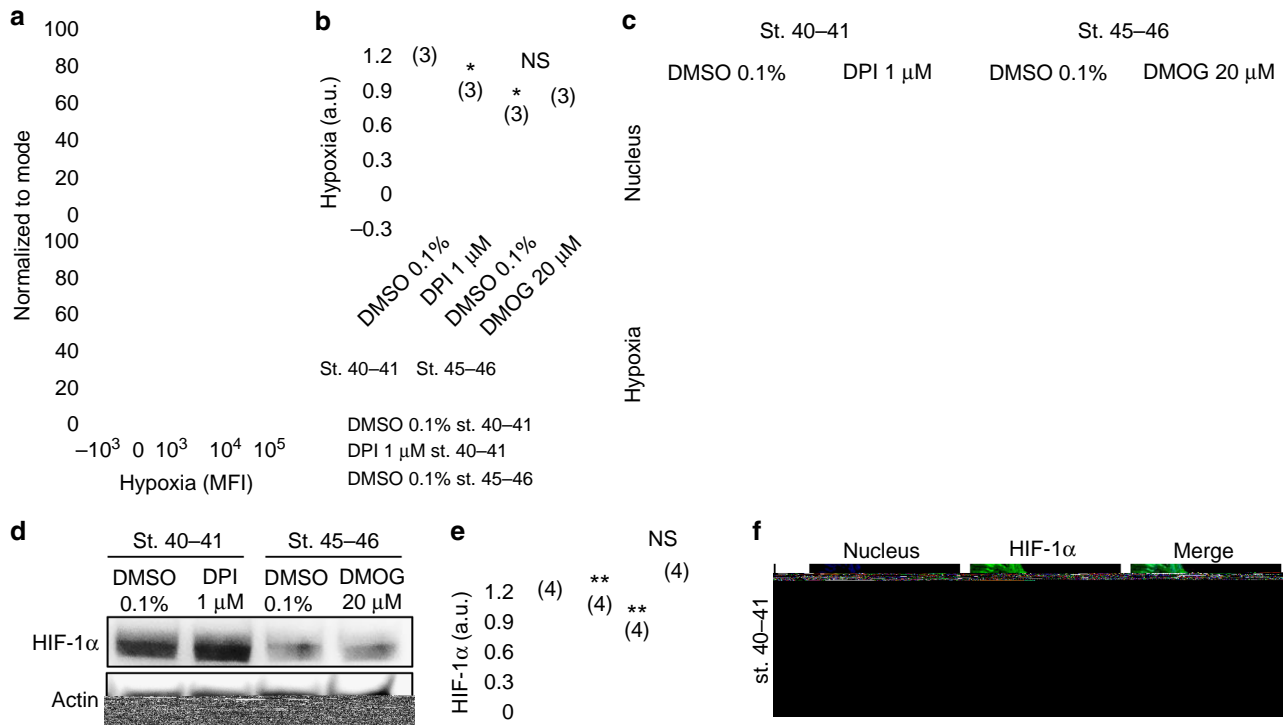 a
100
80
60
40
20
0
100
80
60
40
20
0
Normalized to mode
−10³ 0 10³ 10⁴ 10⁵
Hypoxia (MFI)
b
Hypoxia (a.u.)
1.2
0.9
0.6
0.3
0
−0.3
(3)
*
(3)
*
(3)
NS
(3)
DMSO 0.1%
DPI 1 μM
DMSO 0.1%
DMOG 20 μM
St. 40–41 St. 45–46
DMSO 0.1% st. 40–41
DPI 1 μM st. 40–41
DMSO 0.1% st. 45–46
c
St. 40–41 St. 45–46
DMSO 0.1% DPI 1 μM DMSO 0.1% DMOG 20 μM
Nucleus
Hypoxia
d
St. 40–41 St. 45–46
DMSO 0.1% DPI 1 μM DMSO 0.1% DMOG 20 μM
HIF-1α
Actin
e
HIF-1α (a.u.)
1.2
0.9
0.6
0.3
0
(4)
**
(4)
**
(4)
NS
(4)
f
Nucleus HIF-1α Merge
st. 40–41